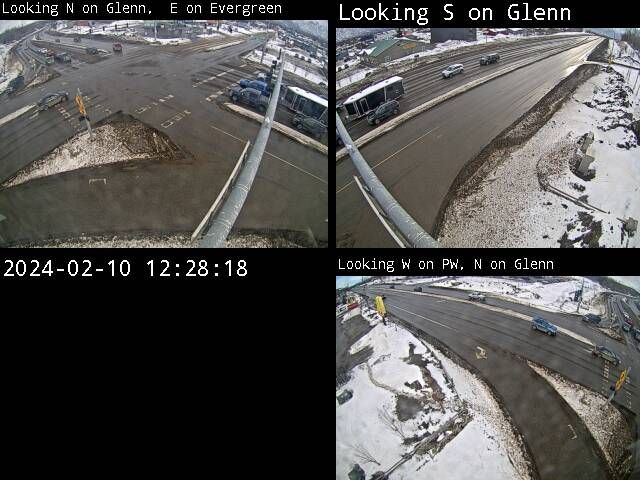 Looking N on Glenn,  E on Evergreen
Looking S on Glenn
2024-02-10 12:28:18
Looking W on PW, N on Glenn